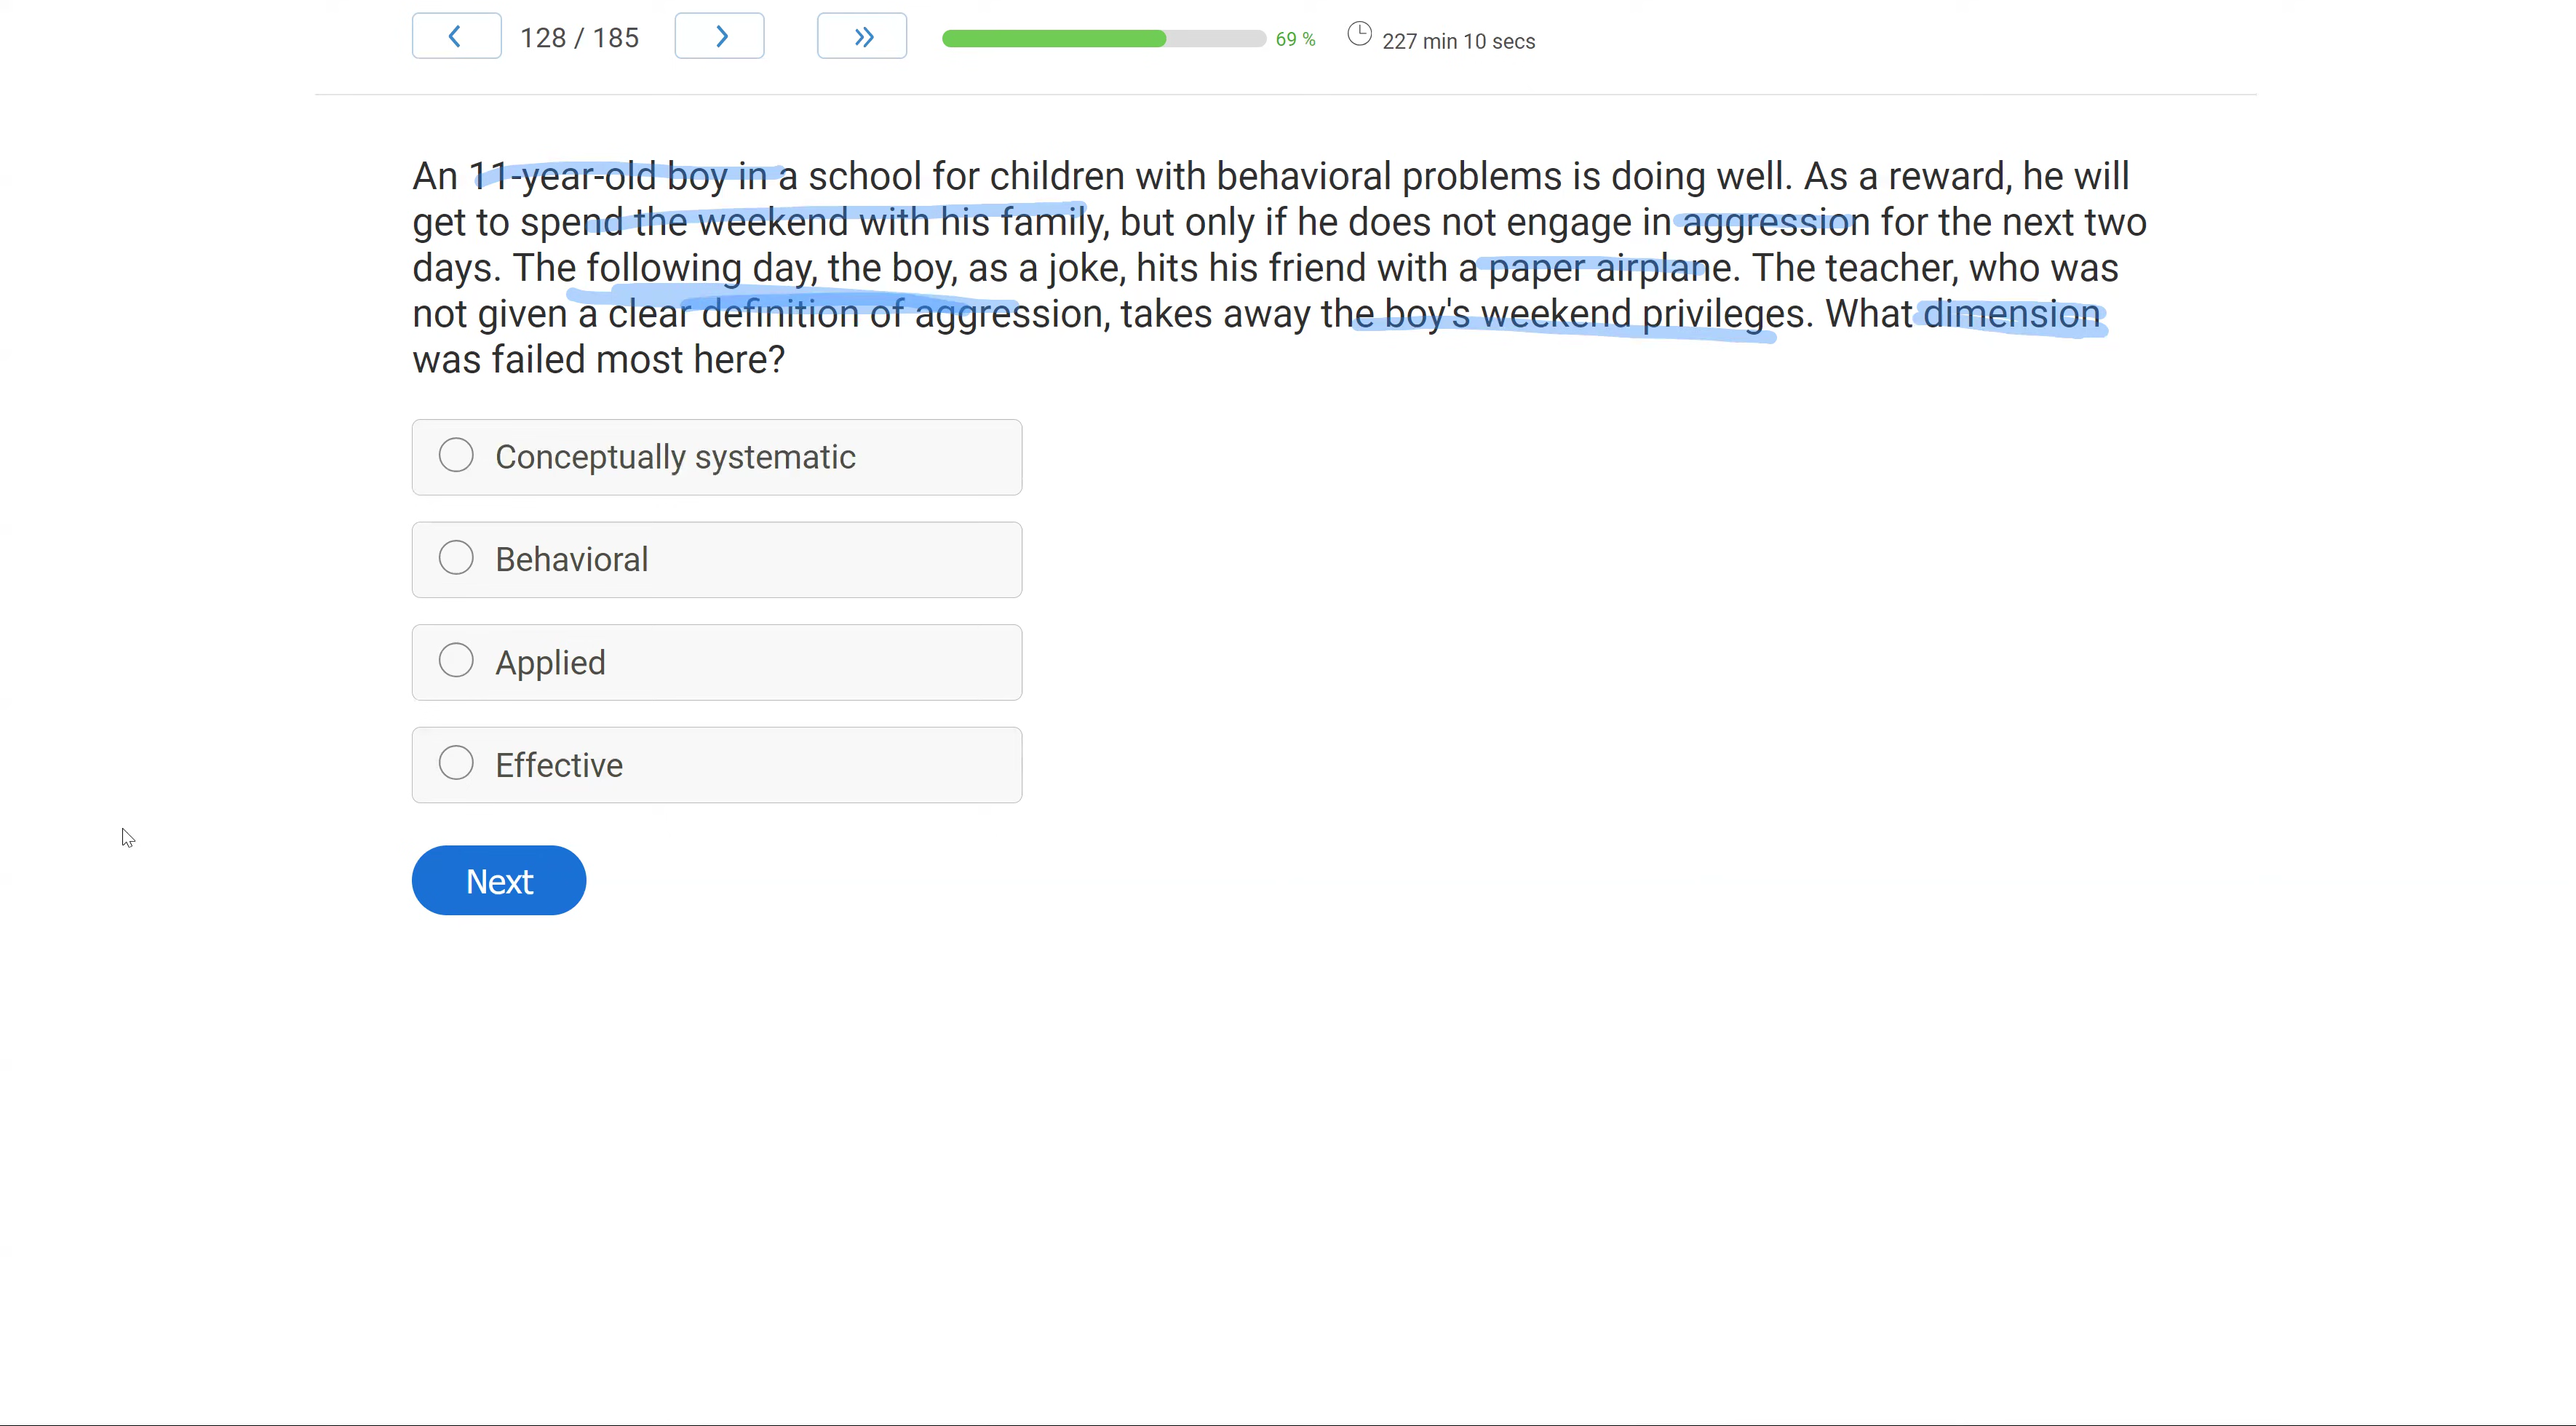 128 / 185
69 %
227 min 10 secs
An 11-year-old boy in a school for children with behavioral problems is doing well. As a reward, he will
get to spend the weekend with his family, but only if he does not engage in aggression for the next two
days. The following day, the boy, as a joke, hits his friend with a paper airplane. The teacher, who was
not given a clear definition of aggression, takes away the boy's weekend privileges. What dimension
was failed most here?
Conceptually systematic
Behavioral
Applied
Effective
Next